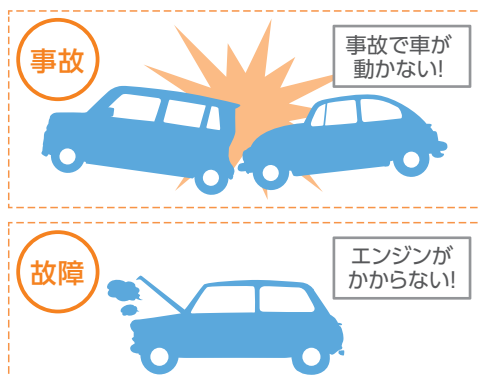 事故
事故で車が
動かない!
故障
エンジンが
かからない!